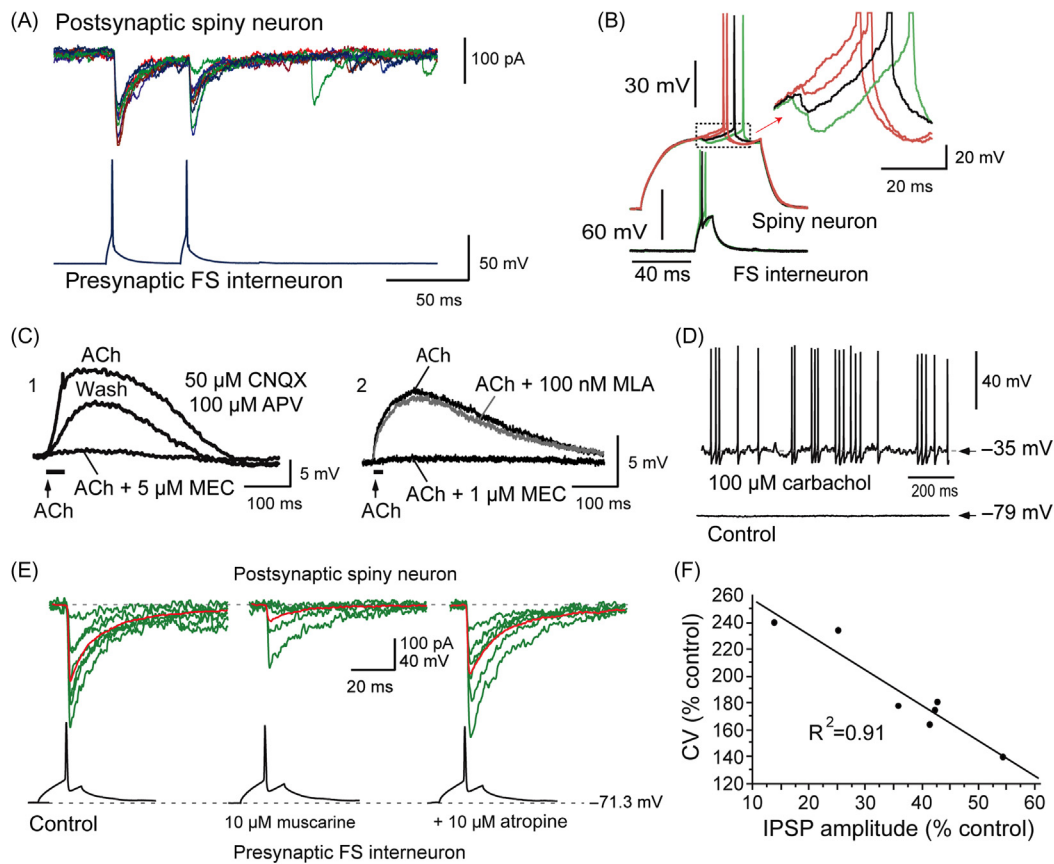 (A)
Postsynaptic spiny neuron
100 pA
Presynaptic FS interneuron
50 mV
50 ms
(B)
30 mV
20 mV
20 ms
Spiny neuron
60 mV
40 ms
FS interneuron
(C)
1
ACh
Wash
50 µM CNQX
100 µM APV
5 mV
100 ms
ACh + 5 µM MEC
ACh
2
ACh
ACh + 100 nM MLA
5 mV
100 ms
ACh + 1 µM MEC
ACh
(D)
40 mV
–35 mV
100 µM carbachol
200 ms
–79 mV
Control
(E)
Postsynaptic spiny neuron
100 pA
40 mV
20 ms
–71.3 mV
Control
10 µM muscarine
+ 10 µM atropine
Presynaptic FS interneuron
(F)
CV (% control)
260
240
220
200
180
160
140
120
R²=0.91
10 20 30 40 50 60
IPSP amplitude (% control)